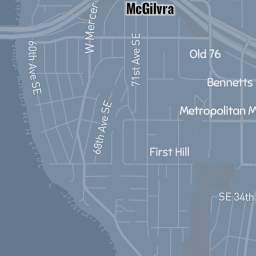 McGilvra
60th Ave SE
W Mercer
71st Ave SE
Old 76
Bennetts
Metropolitan M
68th Ave SE
First Hill
SE 34th